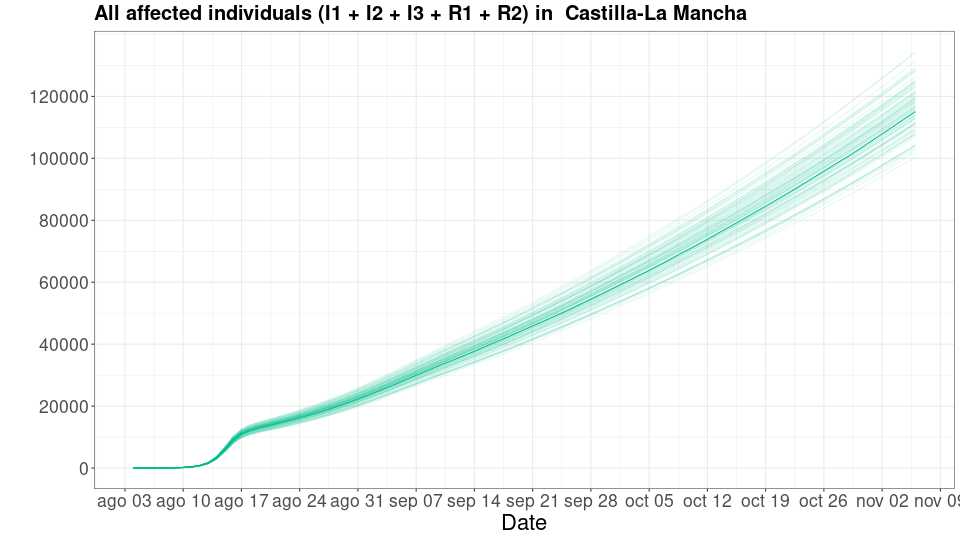 All affected individuals (I1 + I2 + I3 + R1 + R2) in  Castilla-La Mancha
120000
100000
80000
60000
40000
20000
0
ago 03 ago 10 ago 17 ago 24 ago 31 sep 07 sep 14 sep 21 sep 28 oct 05 oct 12 oct 19 oct 26 nov 02 nov 09
Date